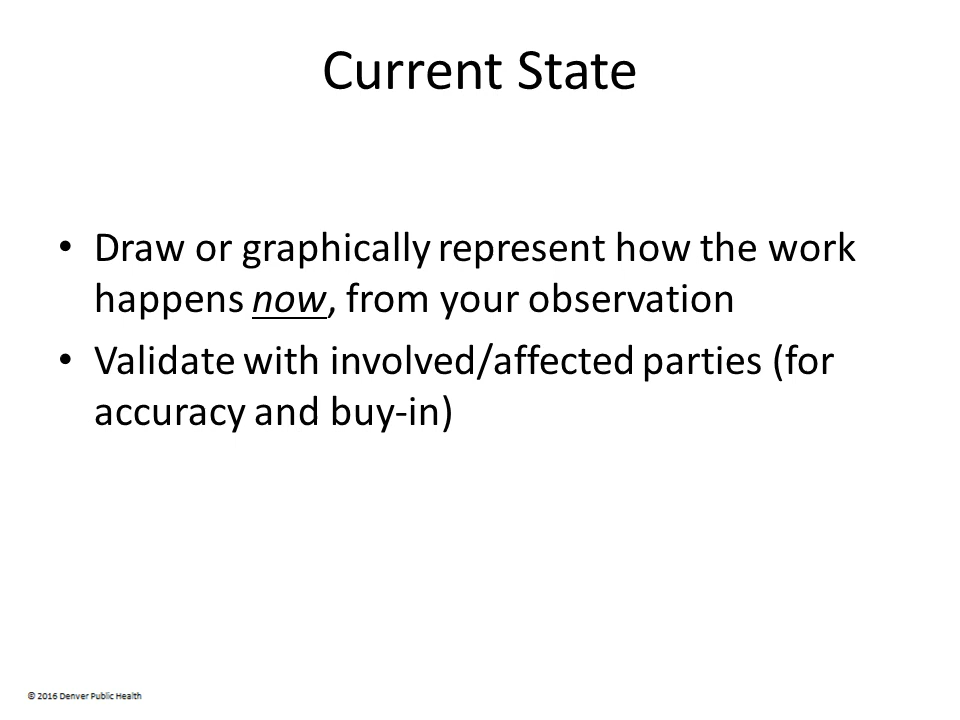 Current State
• Draw or graphically represent how the work
happens now, from your observation
• Validate with involved/affected parties (for
accuracy and buy-in)
© 2016 Denver Public Health